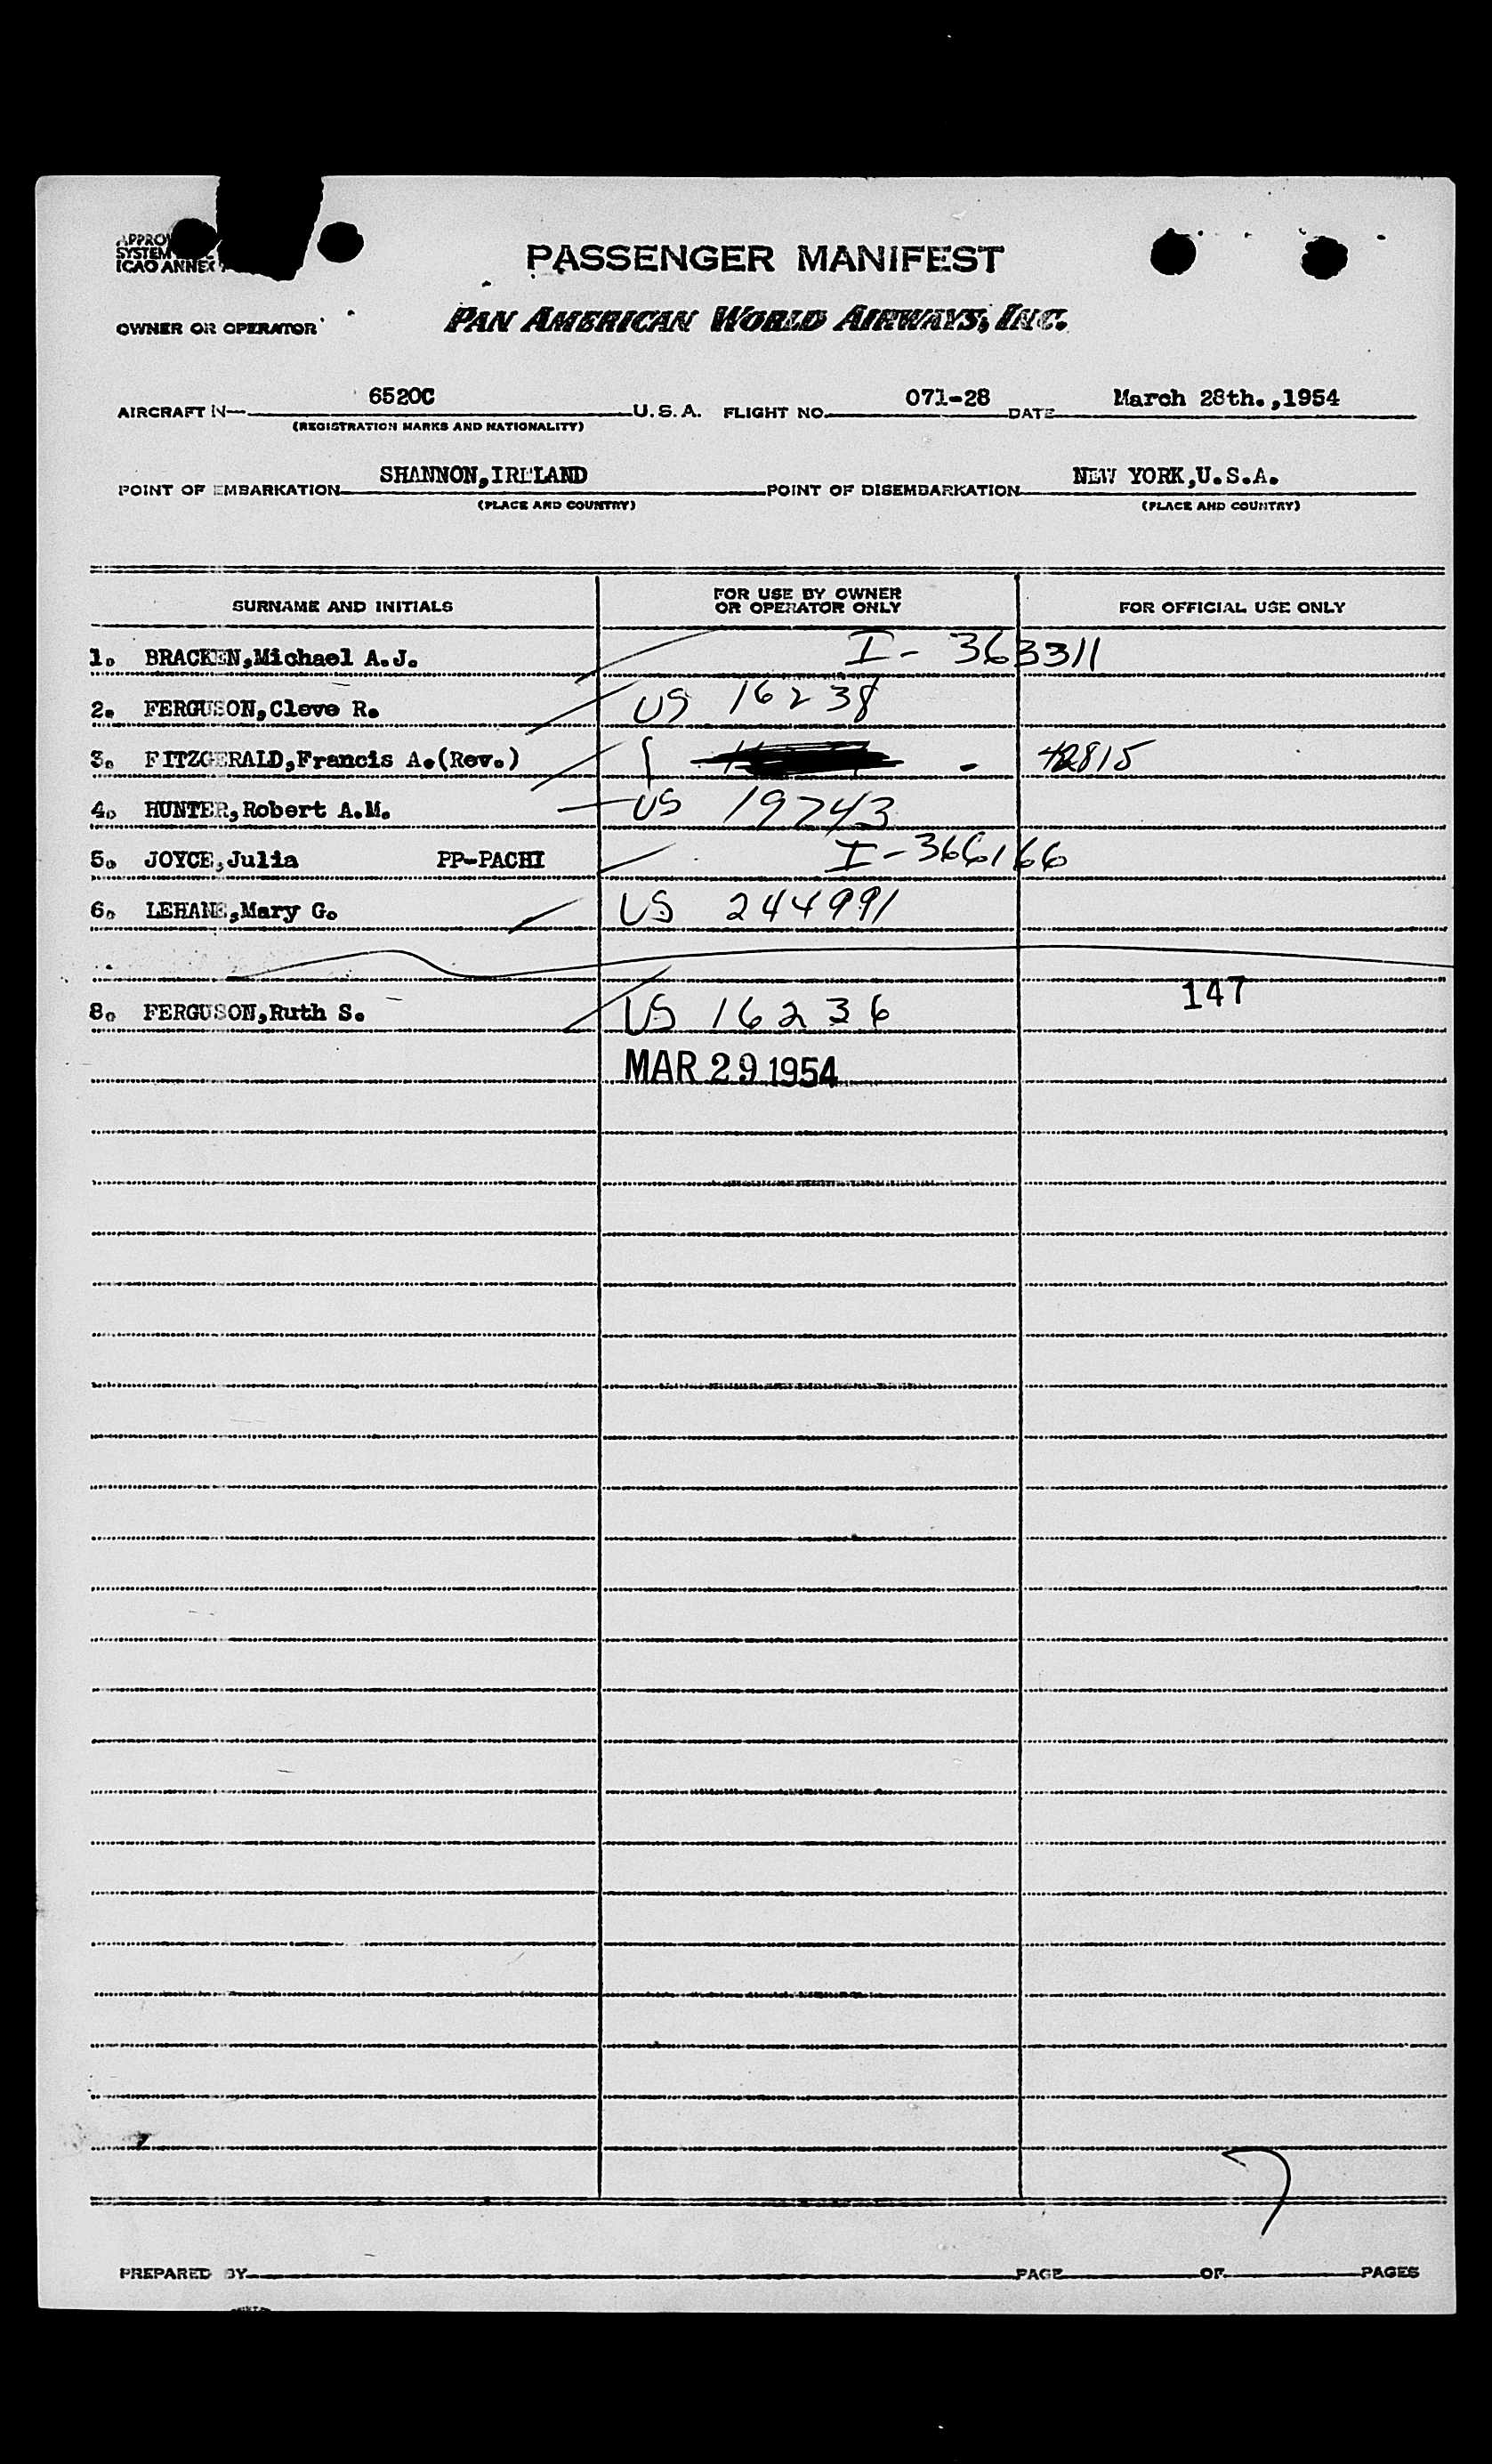 PASSENGER MANIFEST
SYSTEM
ICAO ANNEX
OWNER OR OPERATOR PAN AMERICAN WORLD AIRWAYS, INC.
AIRCRAFT N— 6520C U.S.A. FLIGHT NO. 071-28 DATE March 28th.,1954
(REGISTRATION MARKS AND NATIONALITY)
POINT OF EMBARKATION SHANNON,IRELAND POINT OF DISEMBARKATION NEW YORK,U.S.A.
(PLACE AND COUNTRY) (PLACE AND COUNTRY)
SURNAME AND INITIALS FOR USE BY OWNER OR OPERATOR ONLY FOR OFFICIAL USE ONLY
1. BRACKEN,Michael A.J. I- 363311
2. FERGUSON,Cleve R. US 16238
3. FITZGERALD,Francis A.(Rev.) - 42815
4. HUNTER,Robert A.M. US 19743
5. JOYCE,Julia PP-PACHI I-366166
6. LEHANE,Mary G. US 244991
8. FERGUSON,Ruth S. US 16236 147
MAR 29 1954
7
PREPARED BY PAGE OF PAGES